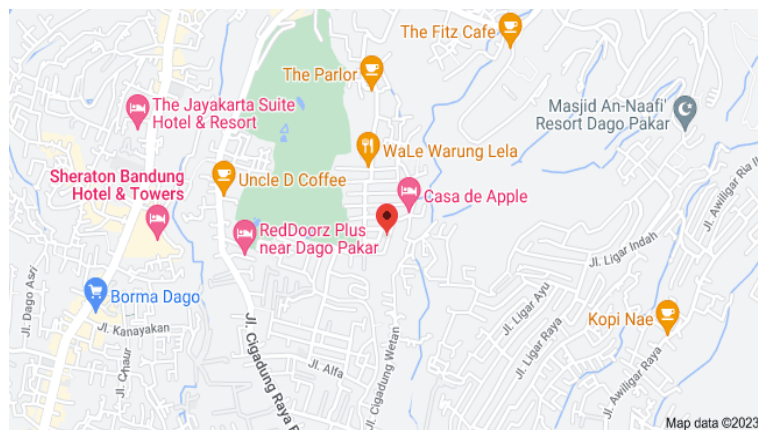 The Fitz Cafe
The Parlor
The Jayakarta Suite
Hotel & Resort
Masjid An-Naafi'
Resort Dago Pakar
WaLe Warung Lela
Sheraton Bandung
Hotel & Towers
Uncle D Coffee
Casa de Apple
RedDoorz Plus
near Dago Pakar
Jl. Awiligar Ria I
Jl. Ligar Indah
Jl. Dago Asri
Borma Dago
Jl. Ligar Ayu
Kopi Nae
Jl. Kanayakan
Jl. Ligar Raya
Jl. Cigadung Raya
Jl. Cigadung Wetan
Jl. Alfa
Jl. Chaur
Jl. Awiligar Raya
Map data ©2023